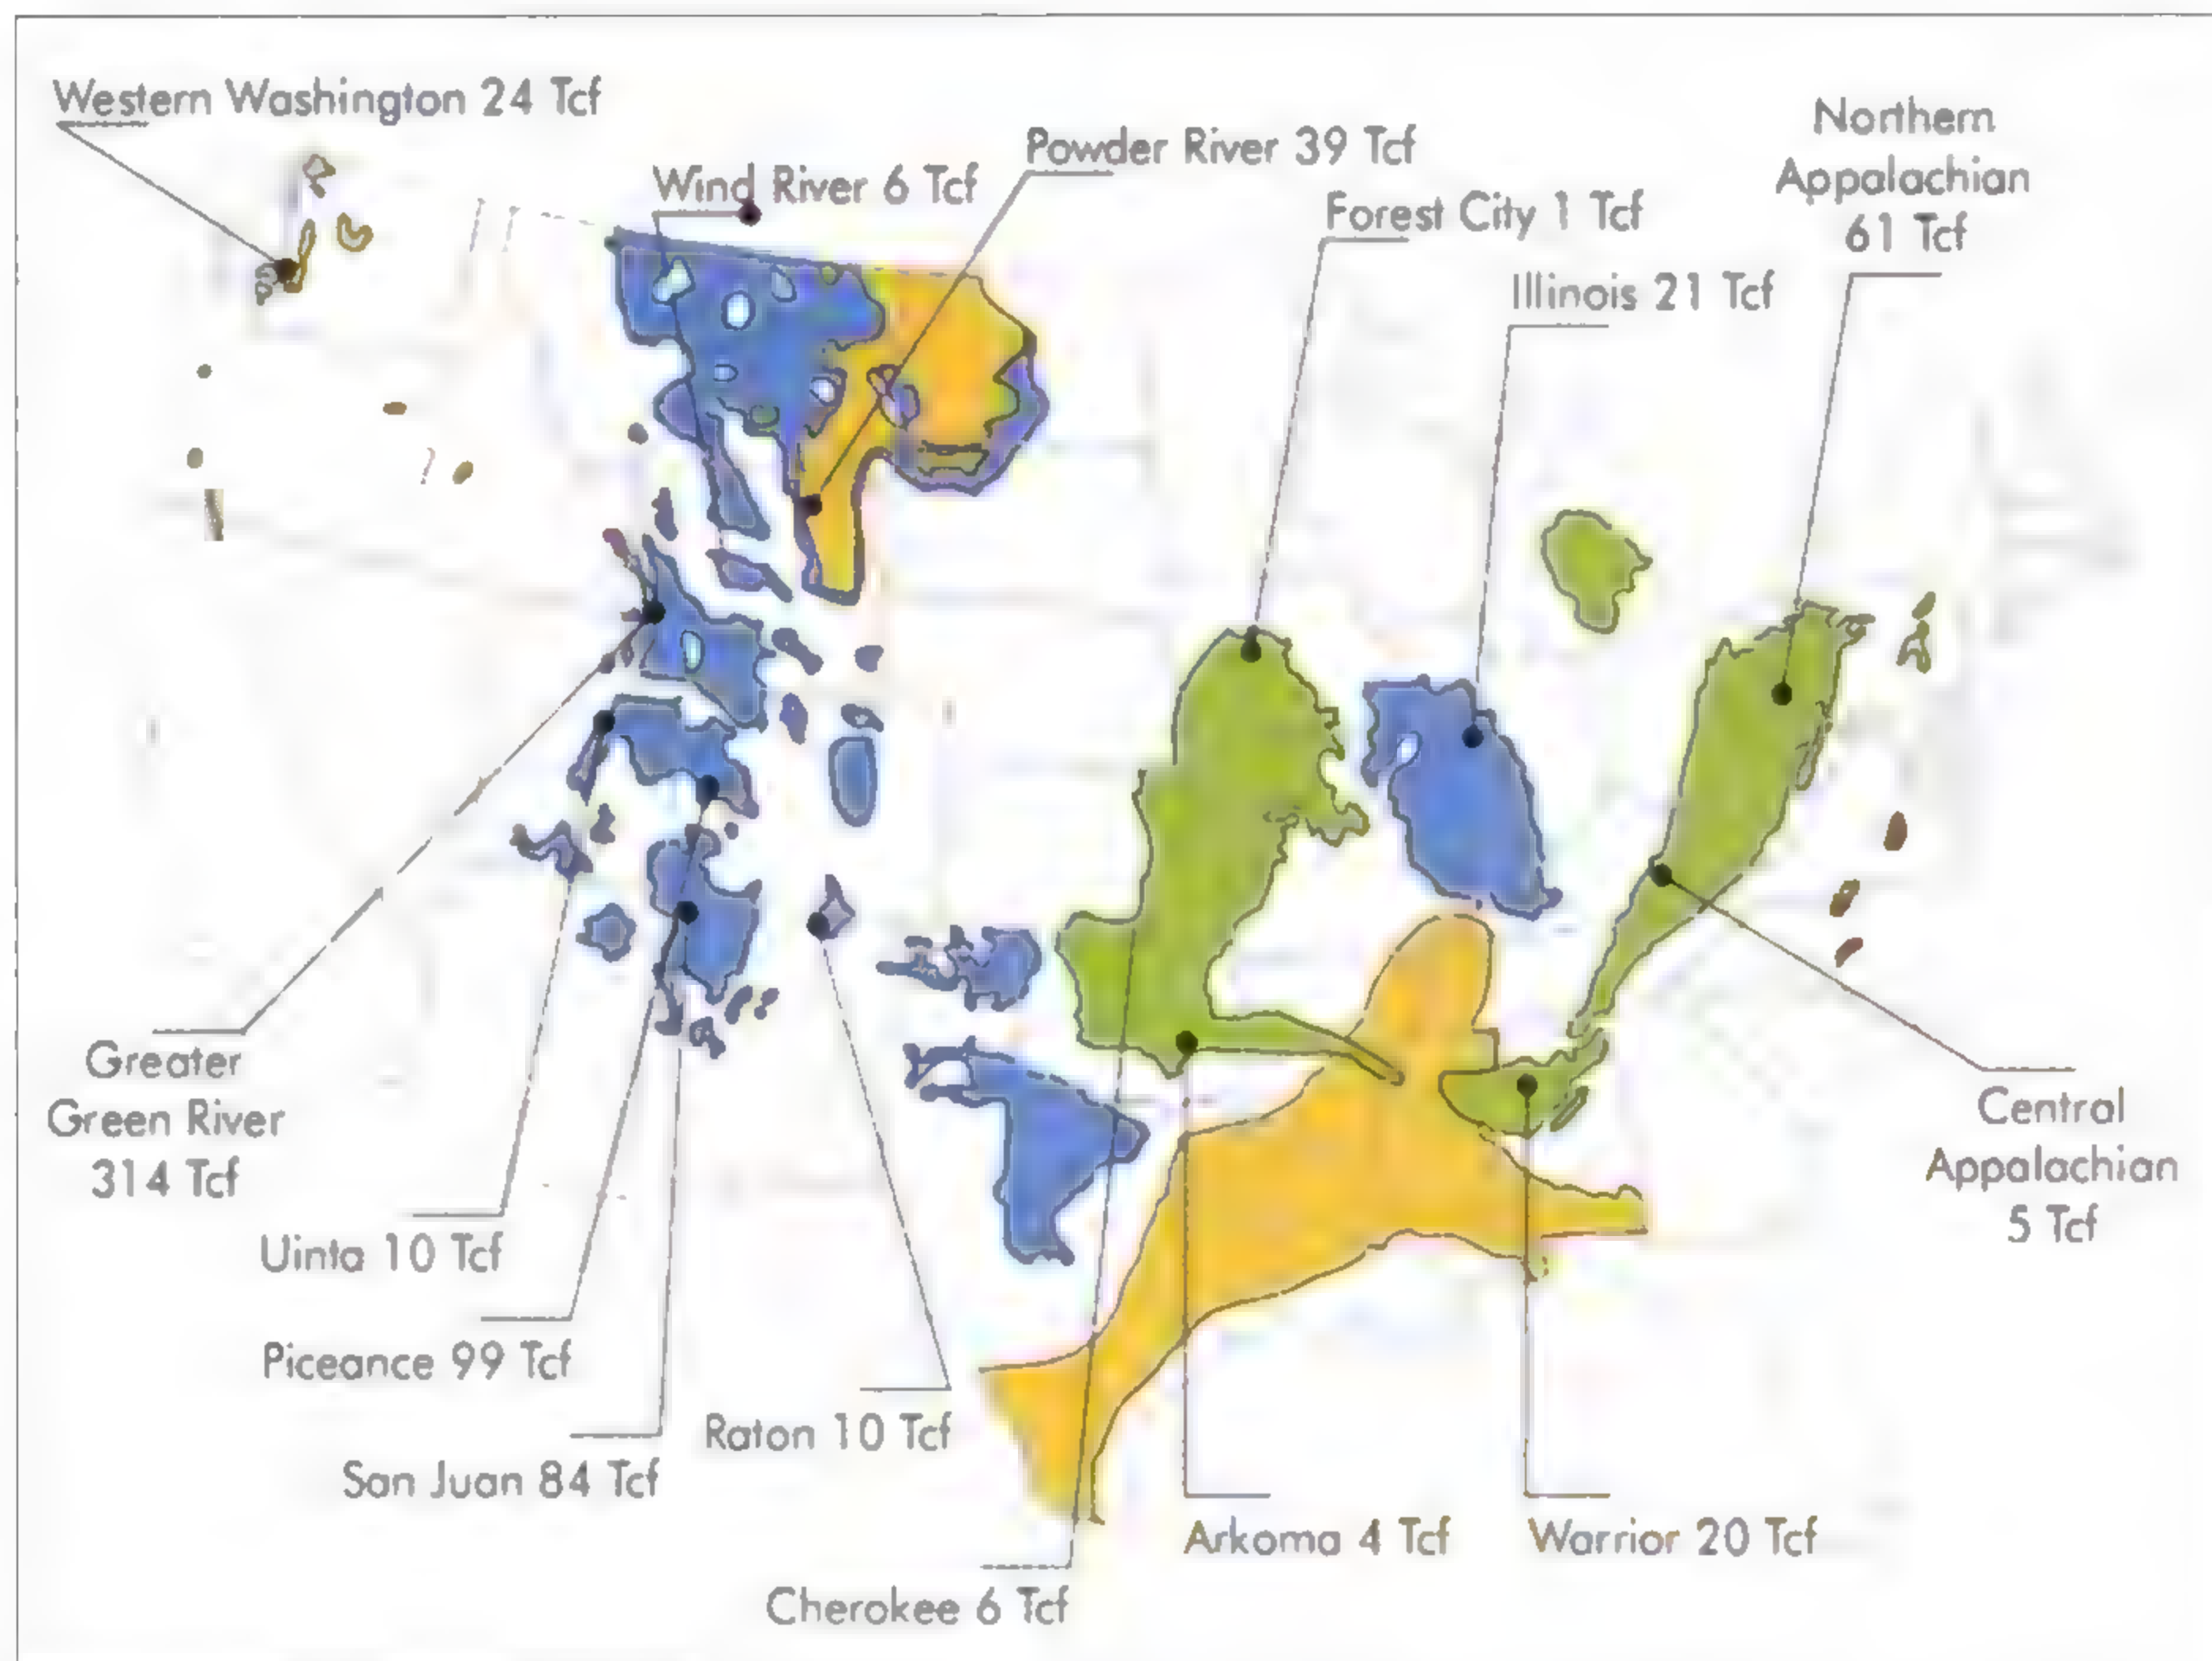 Western Washington 24 Tcf
Wind River 6 Tcf
Powder River 39 Tcf
Forest City 1 Tcf
Illinois 21 Tcf
Northern
Appalachian
61 Tcf
Greater
Green River
314 Tcf
Uinta 10 Tcf
Piceance 99 Tcf
San Juan 84 Tcf
Raton 10 Tcf
Cherokee 6 Tcf
Arkoma 4 Tcf
Warrior 20 Tcf
Central
Appalachian
5 Tcf